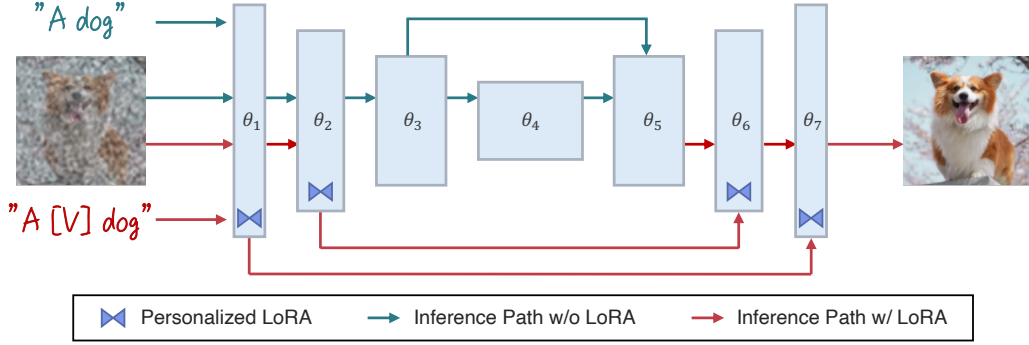 "A dog"
θ1 θ2 θ3 θ4 θ5 θ6 θ7
"A [V] dog"
Personalized LoRA Inference Path w/o LoRA Inference Path w/ LoRA